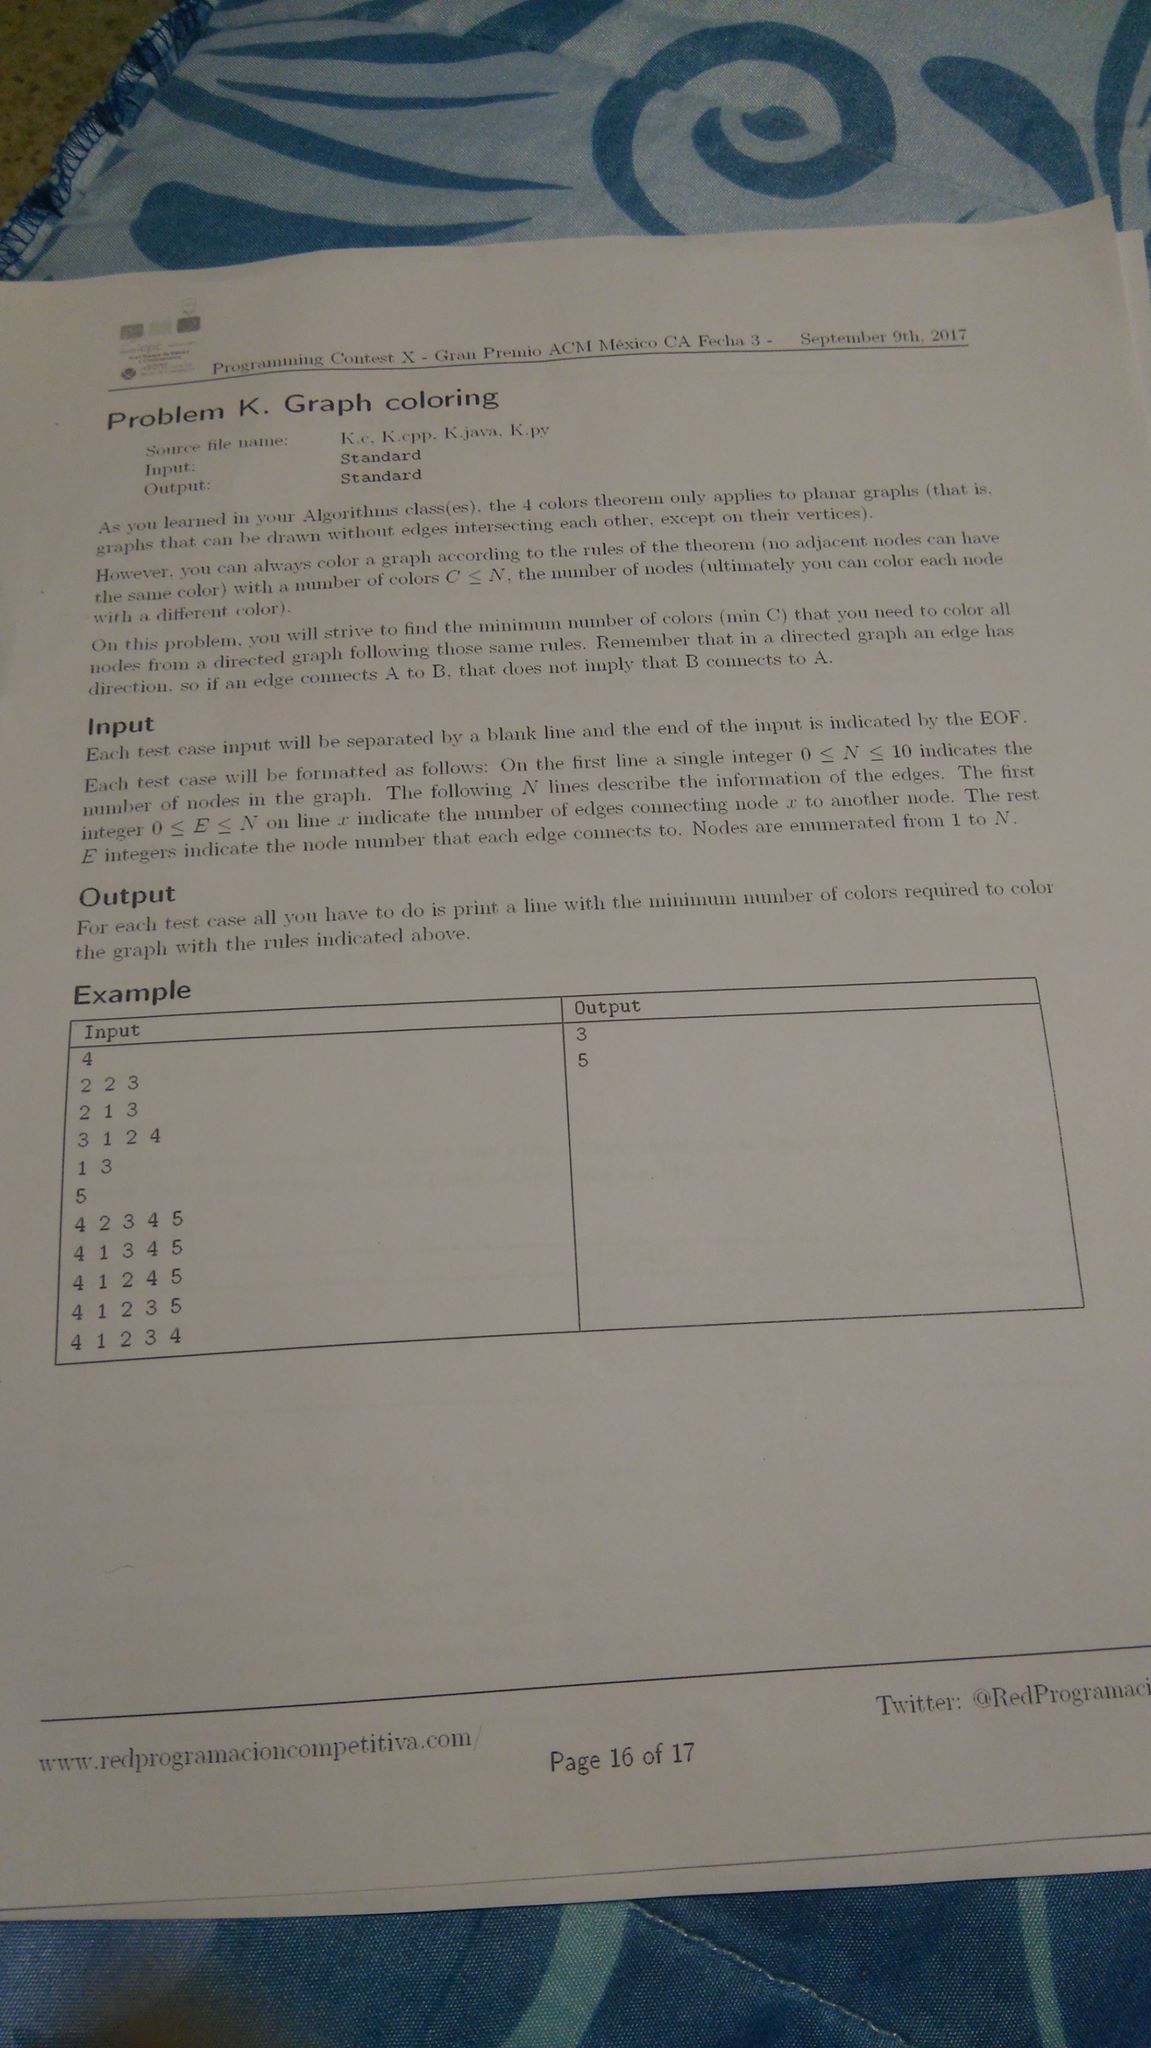 Programming Contest X - Gran Premio ACM México CA Fecha 3 - September 9th, 2017
Problem K. Graph coloring
Source file name: K.c, K.cpp, K.java, K.py
Input: Standard
Output: Standard
As you learned in your Algorithms class(es), the 4 colors theorem only applies to planar graphs (that is,
graphs that can be drawn without edges intersecting each other, except on their vertices).
However, you can always color a graph according to the rules of the theorem (no adjacent nodes can have
the same color) with a number of colors C ≤ N, the number of nodes (ultimately you can color each node
with a different color).
On this problem, you will strive to find the minimum number of colors (min C) that you need to color all
nodes from a directed graph following those same rules. Remember that in a directed graph an edge has
direction, so if an edge connects A to B, that does not imply that B connects to A.
Input
Each test case input will be separated by a blank line and the end of the input is indicated by the EOF.
Each test case will be formatted as follows: On the first line a single integer 0 ≤ N ≤ 10 indicates the
number of nodes in the graph. The following N lines describe the information of the edges. The first
integer 0 ≤ E ≤ N on line x indicate the number of edges connecting node x to another node. The rest
E integers indicate the node number that each edge connects to. Nodes are enumerated from 1 to N.
Output
For each test case all you have to do is print a line with the minimum number of colors required to color
the graph with the rules indicated above.
Example
Input Output
4 3
2 2 3 5
2 1 3
3 1 2 4
1 3
5
4 2 3 4 5
4 1 3 4 5
4 1 2 4 5
4 1 2 3 5
4 1 2 3 4
Twitter: @RedProgramaci
www.redprogramacioncompetitiva.com/
Page 16 of 17